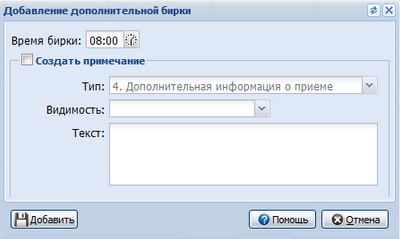 Добавление дополнительной бирки
Время бирки: 08:00
Создать примечание
Тип: 4. Дополнительная информация о приеме
Видимость:
Текст:
Добавить Помощь Отмена